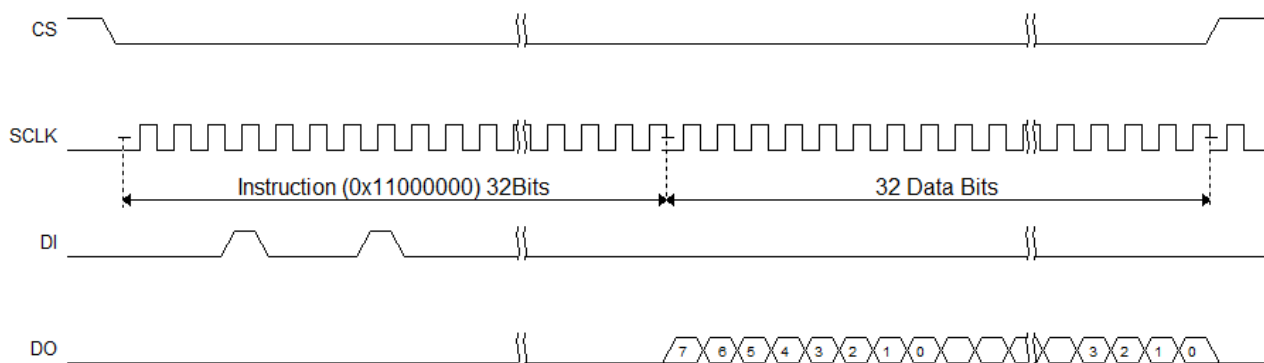 CS
SCLK
Instruction (0x11000000) 32Bits 32 Data Bits
DI
DO 7 6 5 4 3 2 1 0 3 2 1 0